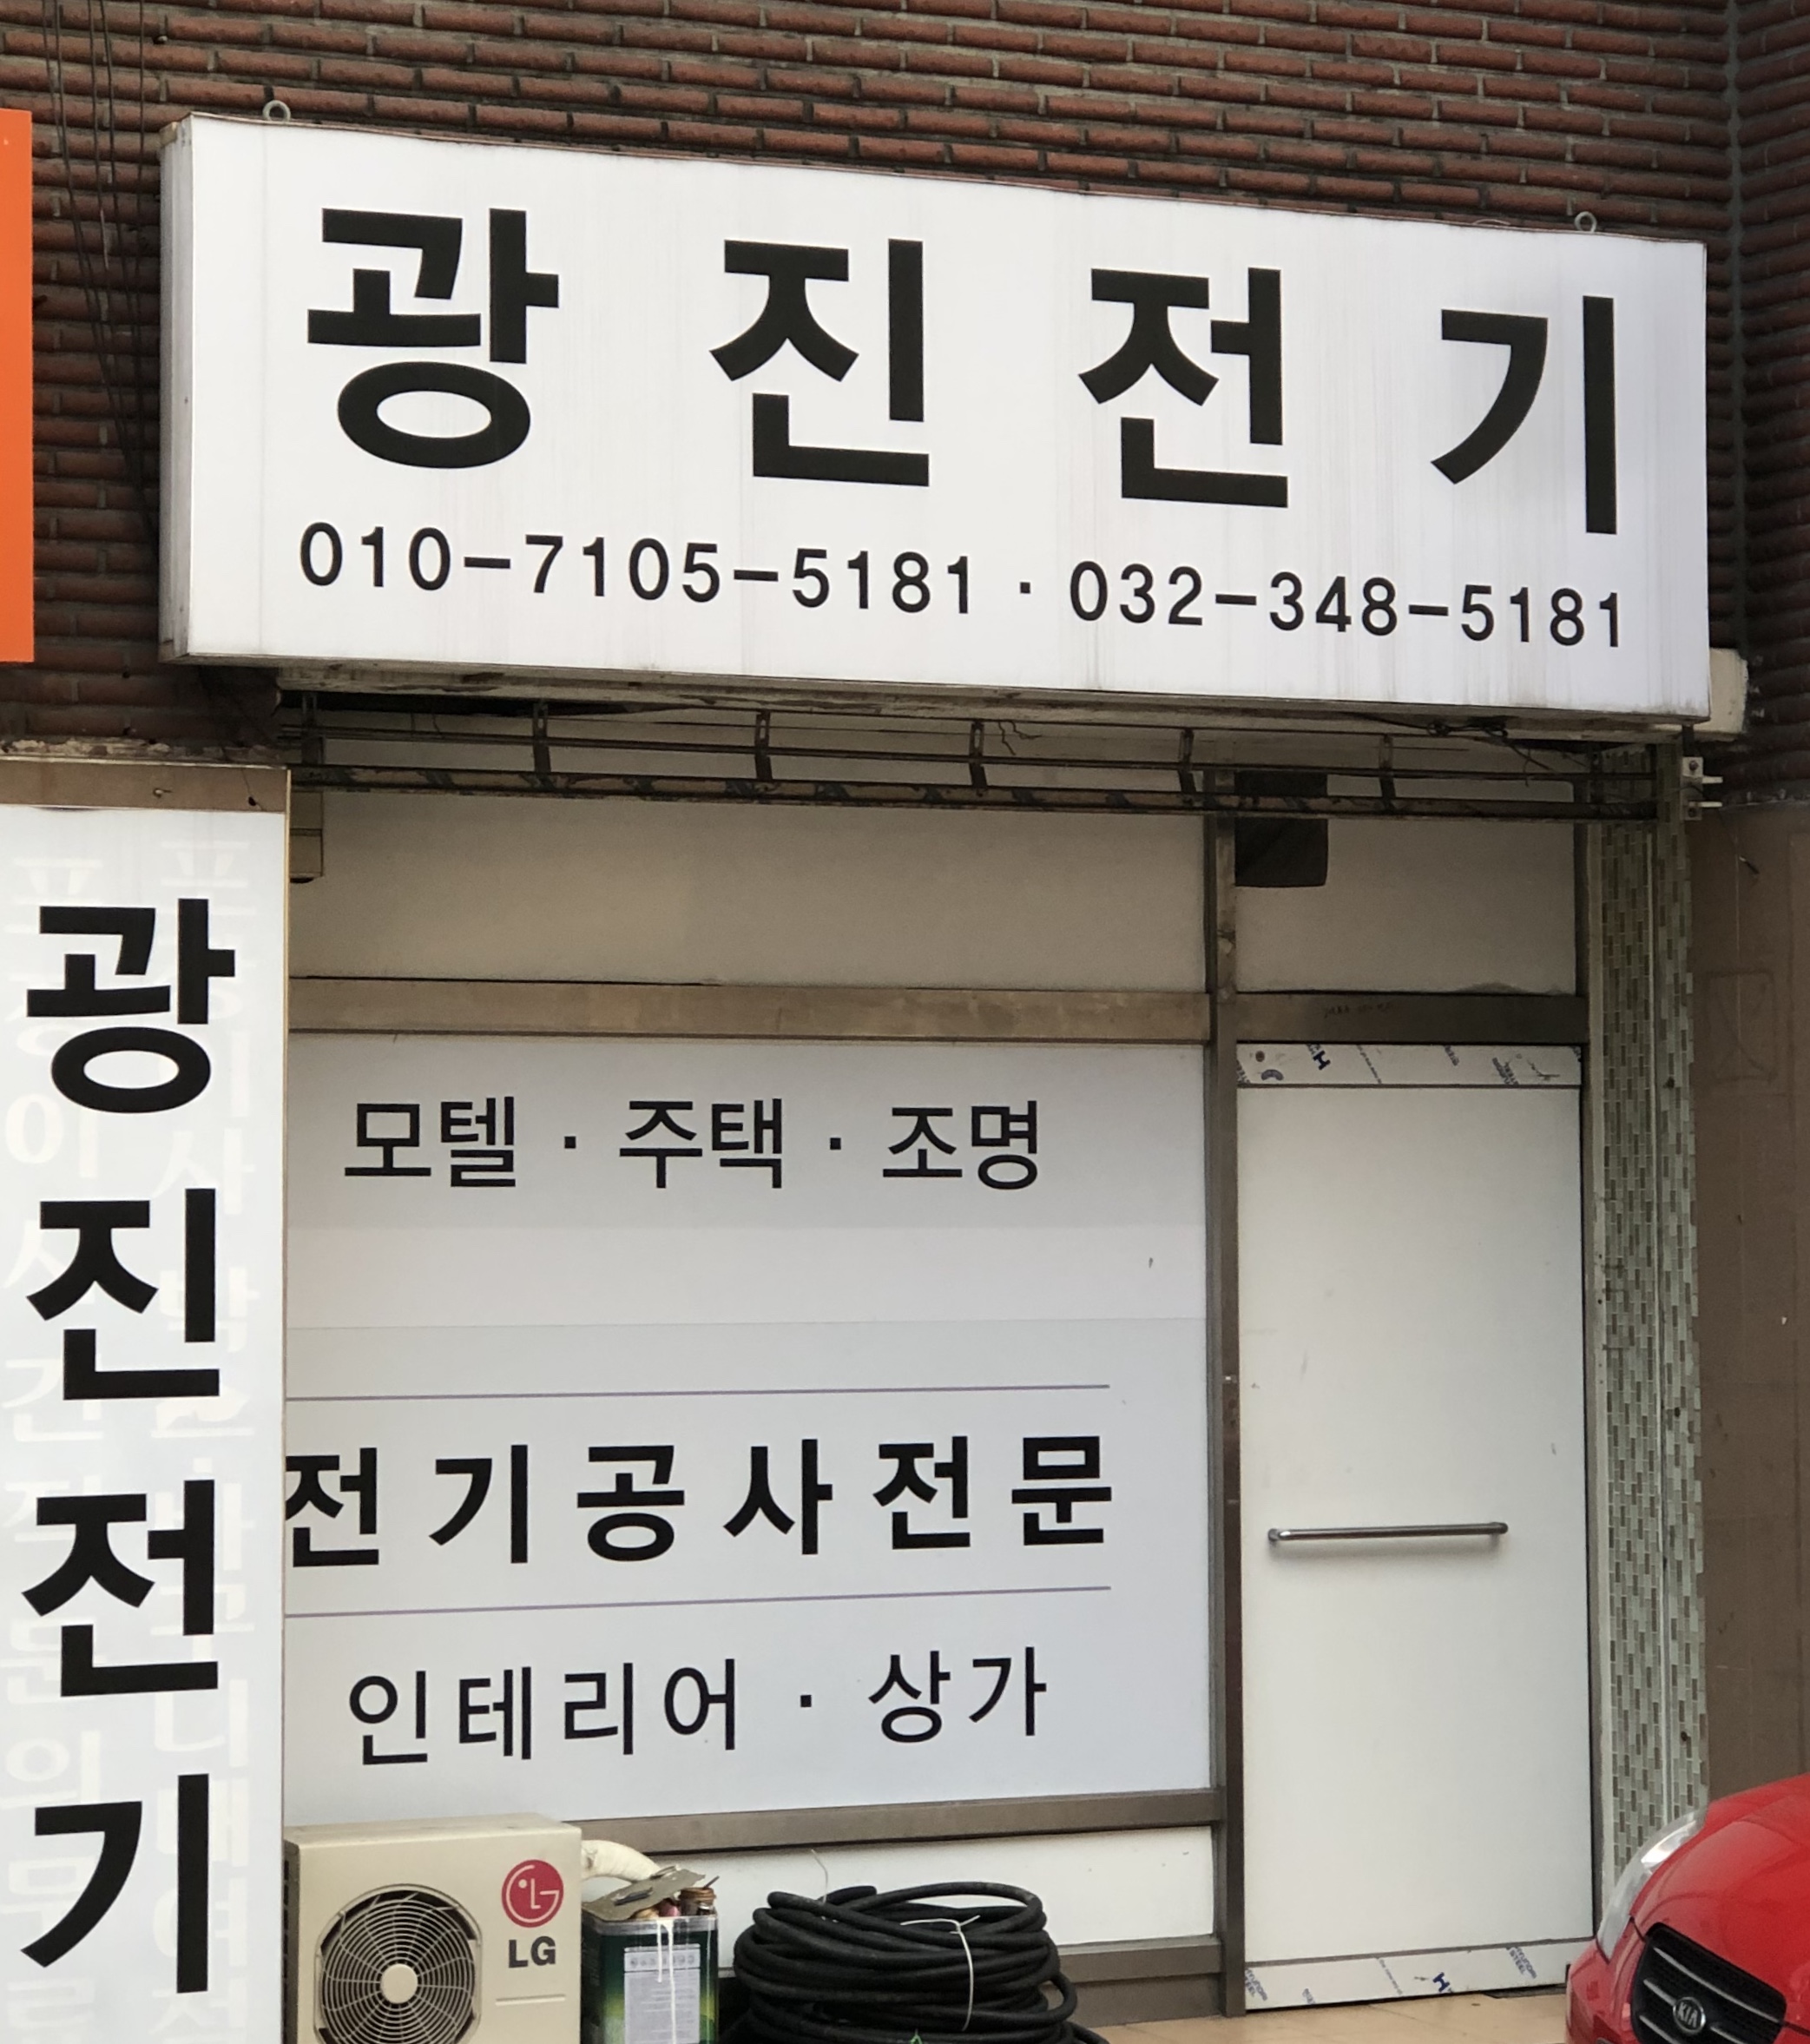 광진전기
010-7105-5181 · 032-348-5181
광진전기
모텔 · 주택 · 조명
전기공사전문
인테리어 · 상가
LG
KIA